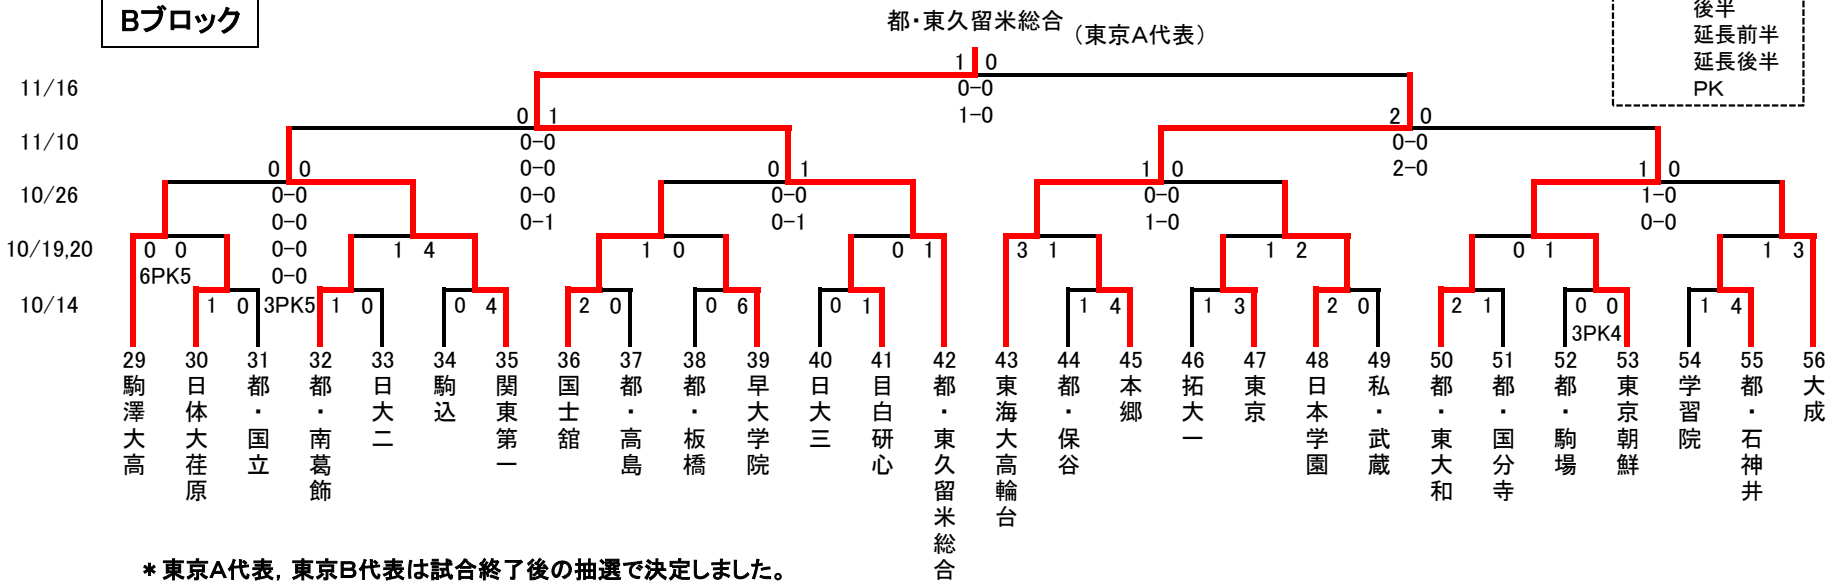 Bブロック
都・東久留米総合
(東京A代表)
後半
延長前半
延長後半
PK
11/16
1 0
0-0
1-0
11/10
0 1
0-0
0-0
0-0
0-1
2 0
0-0
2-0
10/26
0 0
0-0
0-0
0-0
0-0
3PK5
0 1
0-0
0-1
1 0
0-0
1-0
1 0
1-0
0-0
10/19,20
0 0
6PK5
1 4
1 0
0 1
3 1
1 2
0 1
1 3
10/14
1 0
1 0
0 4
2 0
0 6
0 1
1 4
1 3
2 0
2 1
0 0
3PK4
1 4
29 駒澤大高
30 日体大荏原
31 都・国立
32 都・南葛飾
33 日大二
34 駒込
35 関東第一
36 国士舘
37 都・高島
38 都・板橋
39 早大学院
40 日大三
41 目白研心
42 都・東久留米総合
43 東海大高輪台
44 都・保谷
45 本郷
46 拓大一
47 東京
48 日本学園
49 私・武蔵
50 都・東大和
51 都・国分寺
52 都・駒場
53 東京朝鮮
54 学習院
55 都・石神井
56 大成
*東京A代表,東京B代表は試合終了後の抽選で決定しました。